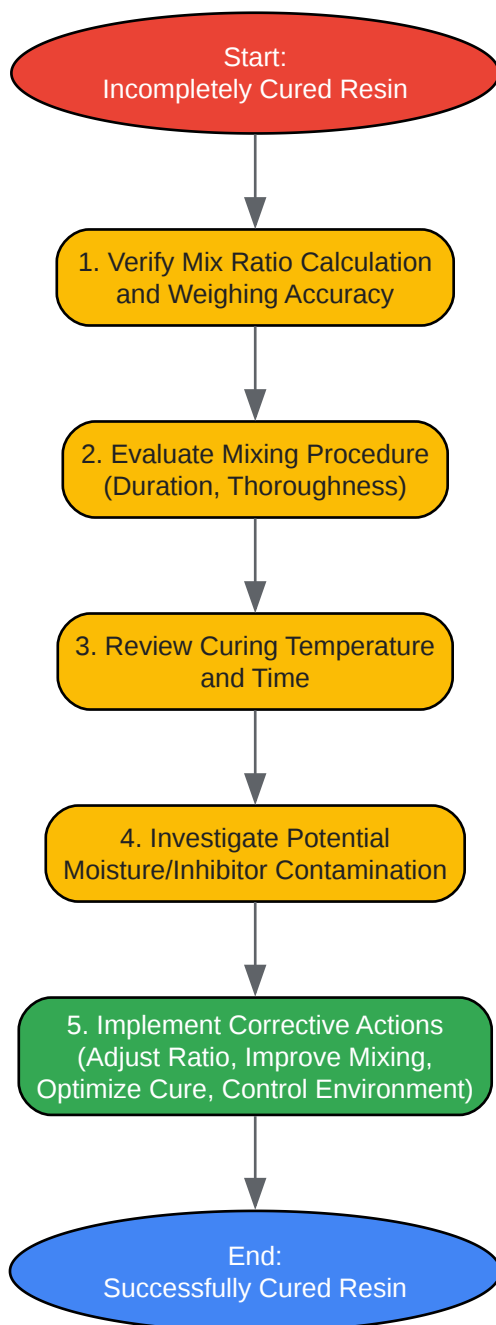 Start:
Incompletely Cured Resin
1. Verify Mix Ratio Calculation
and Weighing Accuracy
2. Evaluate Mixing Procedure
(Duration, Thoroughness)
3. Review Curing Temperature
and Time
4. Investigate Potential
Moisture/Inhibitor Contamination
5. Implement Corrective Actions
(Adjust Ratio, Improve Mixing,
Optimize Cure, Control Environment)
End:
Successfully Cured Resin